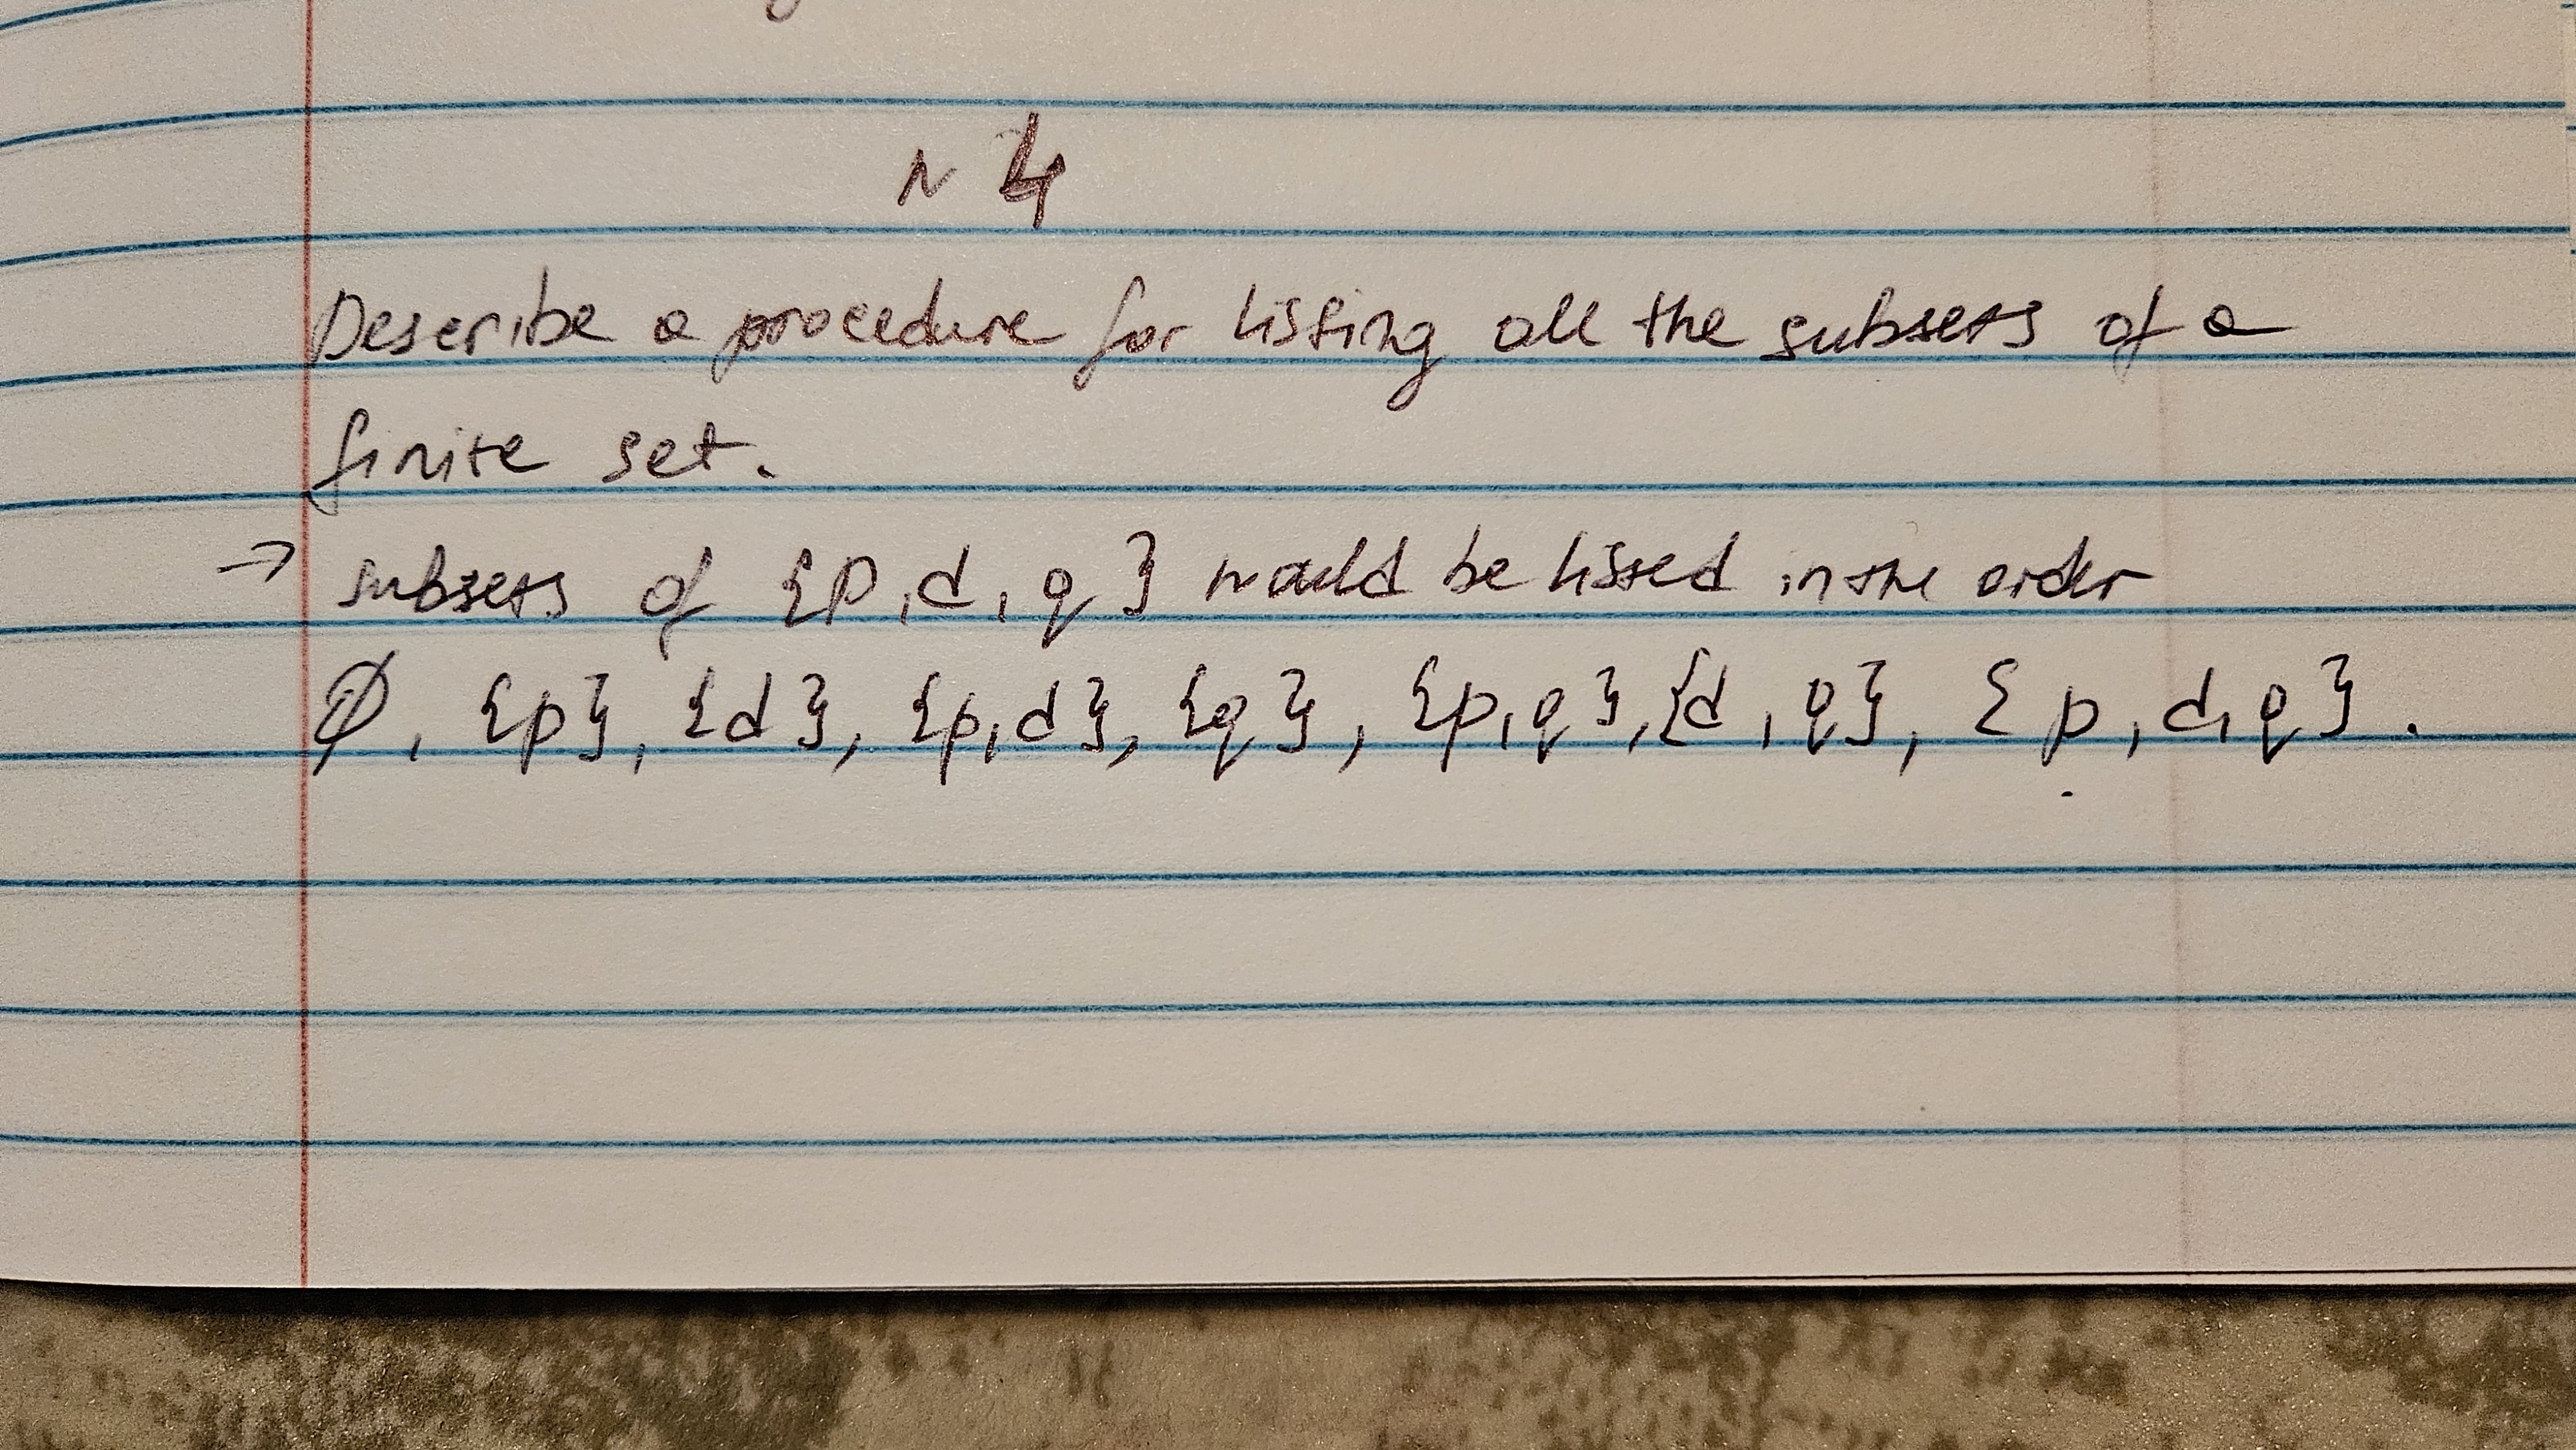 N 4
Describe a procedure for listing all the subsets of a
finite set.
→ subsets of {p, d, q} would be listed in the order
∅, {p}, {d}, {p, d}, {q}, {p, q}, {d, q}, {p, d, q}.